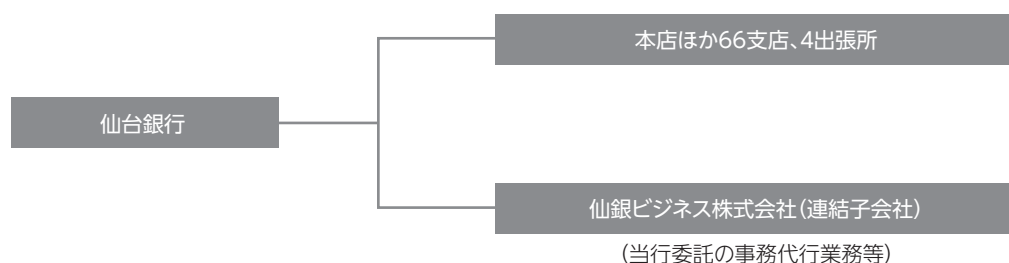 本店ほか66支店、4出張所
仙台銀行
仙銀ビジネス株式会社（連結子会社）
（当行委託の事務代行業務等）